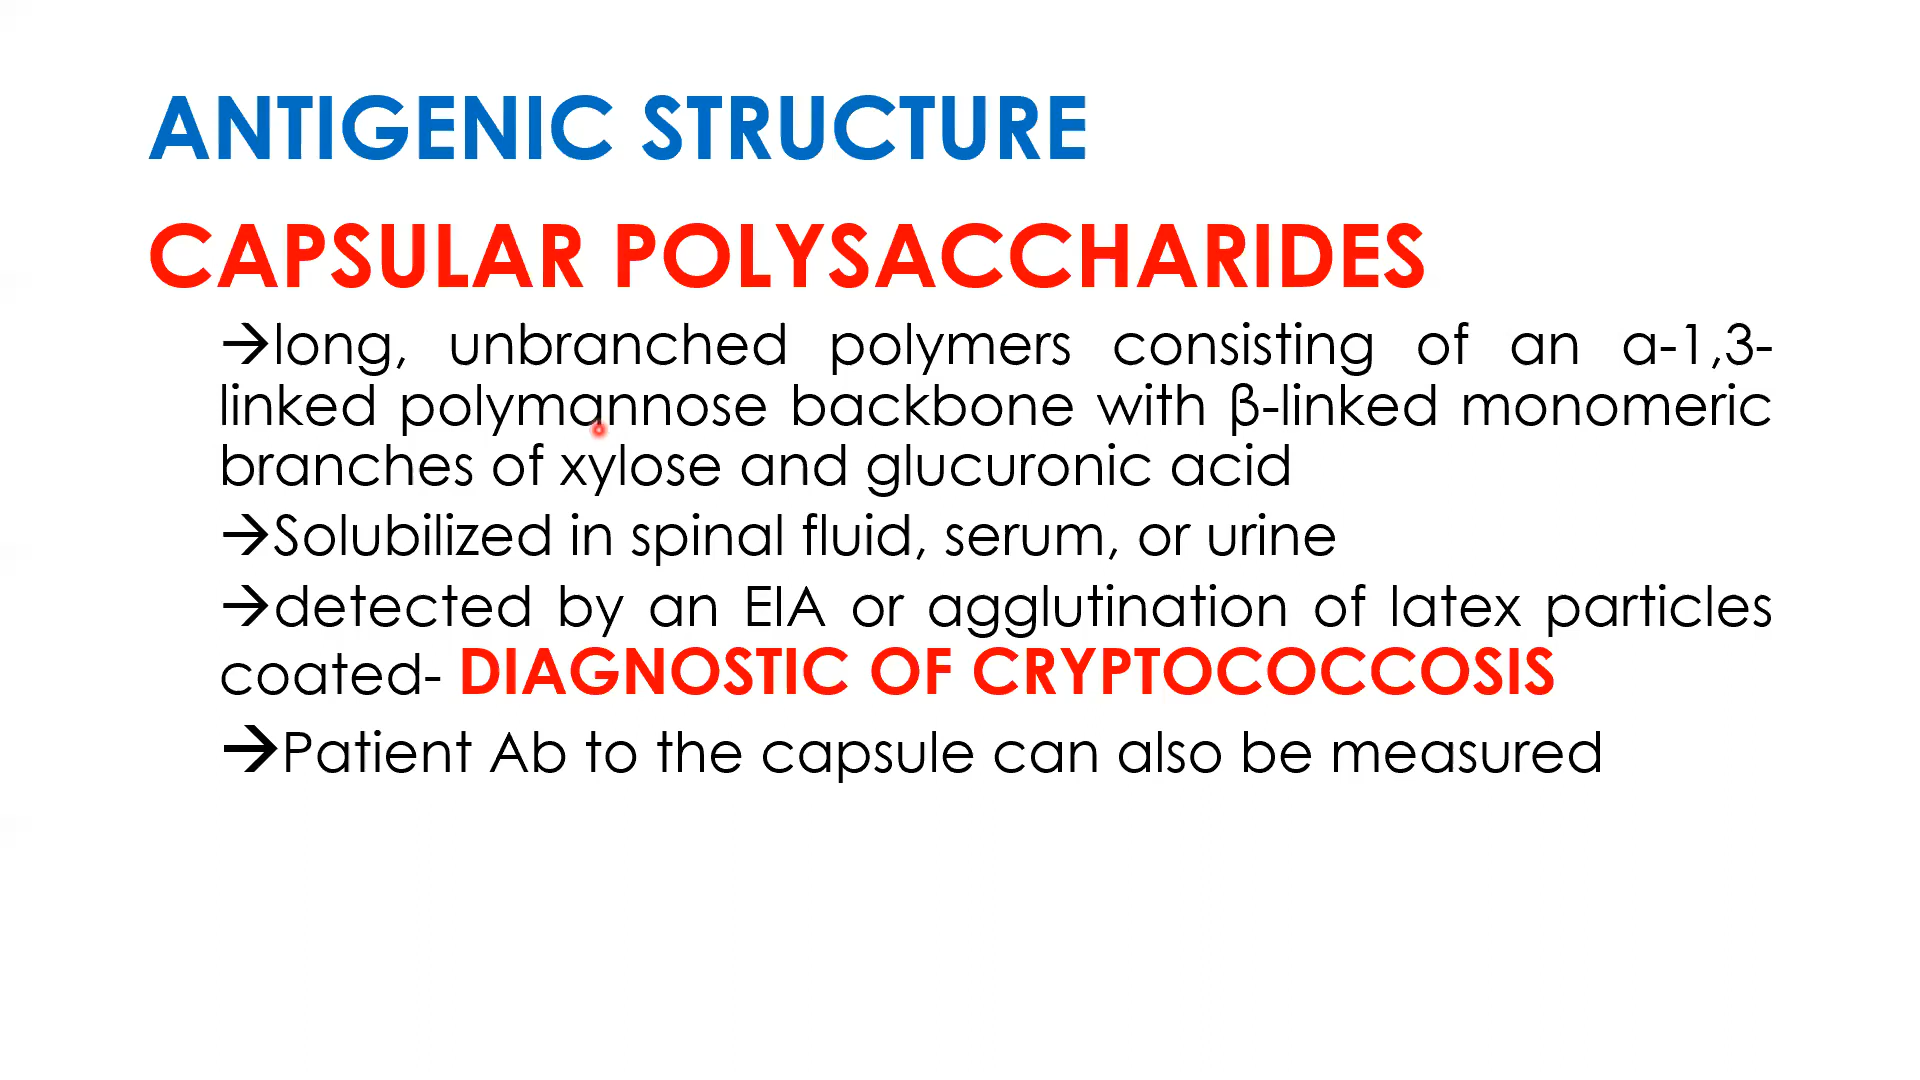 ANTIGENIC STRUCTURE
CAPSULAR POLYSACCHARIDES
→long, unbranched polymers consisting of an α-1,3-
linked polymannose backbone with β-linked monomeric
branches of xylose and glucuronic acid
→Solubilized in spinal fluid, serum, or urine
→detected by an EIA or agglutination of latex particles
coated- DIAGNOSTIC OF CRYPTOCOCCOSIS
→Patient Ab to the capsule can also be measured